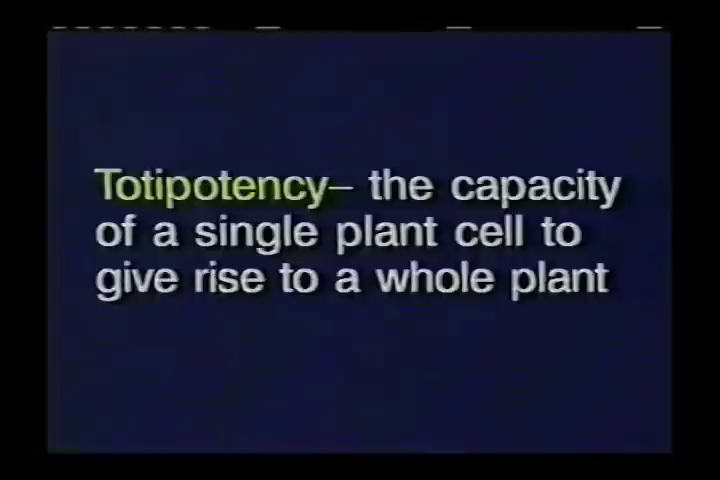 Totipotency– the capacity
of a single plant cell to
give rise to a whole plant